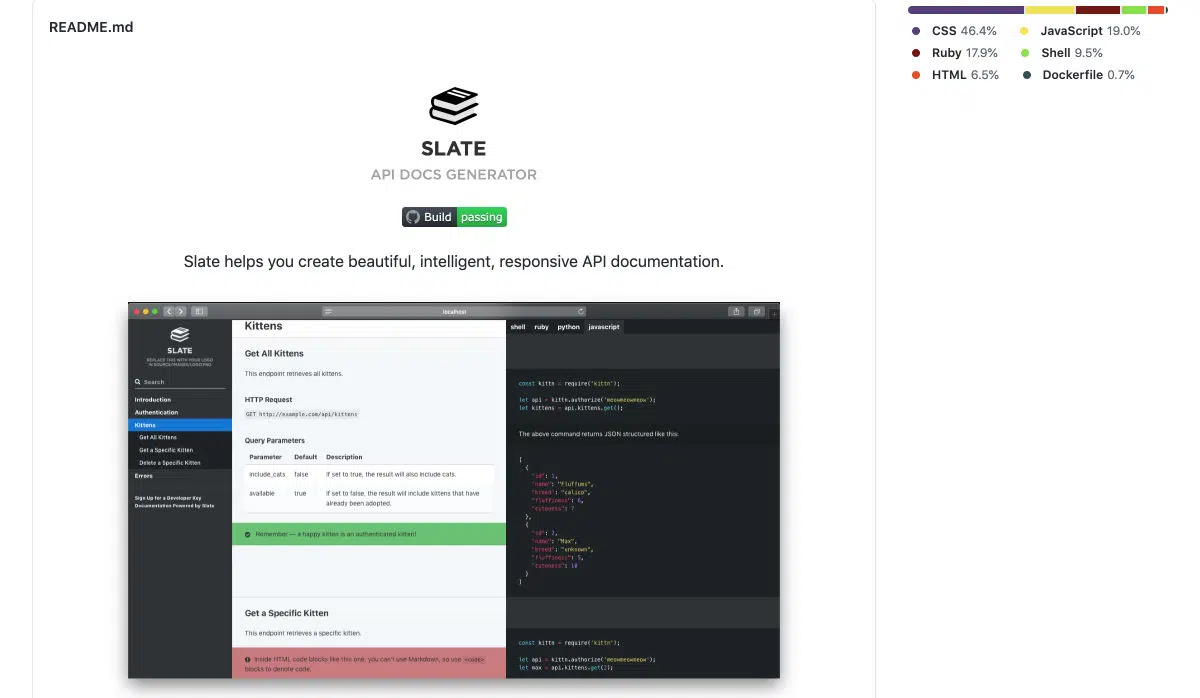 README.md
SLATE
API DOCS GENERATOR
Build passing
Slate helps you create beautiful, intelligent, responsive API documentation.
localhost
SLATE
REPLACE THIS WITH YOUR LOGO
IN SOURCE/IMAGES/LOGO.PNG
Search
Introduction
Authentication
Kittens
Get All Kittens
Get a Specific Kitten
Delete a Specific Kitten
Errors
Sign Up for a Developer Key
Documentation Powered by Slate
Kittens
Get All Kittens
This endpoint retrieves all kittens.
HTTP Request
GET http://example.com/api/kittens
Query Parameters
Parameter Default Description
include_cats false If set to true, the result will also include cats.
available true If set to false, the result will include kittens that have
already been adopted.
Remember — a happy kitten is an authenticated kitten!
Get a Specific Kitten
This endpoint retrieves a specific kitten.
Inside HTML code blocks like this one, you can't use Markdown, so use <code>
blocks to denote code.
shell ruby python javascript
const kittn = require('kittn');
let api = kittn.authorize('meowmeowmeow');
let kittens = api.kittens.get();
The above command returns JSON structured like this:
[
{
"id": 1,
"name": "Fluffums",
"breed": "calico",
"fluffiness": 6,
"cuteness": 7
},
{
"id": 2,
"name": "Max",
"breed": "unknown",
"fluffiness": 5,
"cuteness": 10
}
]
const kittn = require('kittn');
let api = kittn.authorize('meowmeowmeow');
let max = api.kittens.get(2);
CSS 46.4% JavaScript 19.0%
Ruby 17.9% Shell 9.5%
HTML 6.5% Dockerfile 0.7%